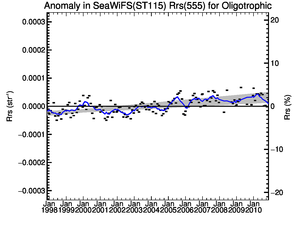 Anomaly in SeaWiFS(ST115) Rrs(555) for Oligotrophic
0.0003
0.0002
0.0001
0.0000
-0.0001
-0.0002
-0.0003
Rrs (str⁻¹)
20
10
0
-10
-20
Rrs (%)
Jan Jan Jan Jan Jan Jan Jan Jan Jan Jan Jan Jan Jan
1998 1999 2000 2001 2002 2003 2004 2005 2006 2007 2008 2009 2010